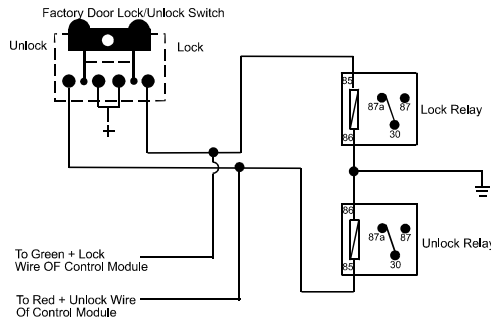 Factory Door Lock/Unlock Switch
Unlock
Lock
+
85
87a
87
30
86
Lock Relay
86
87a
87
30
85
Unlock Relay
To Green + Lock
Wire OF Control Module
To Red + Unlock Wire
Of Control Module